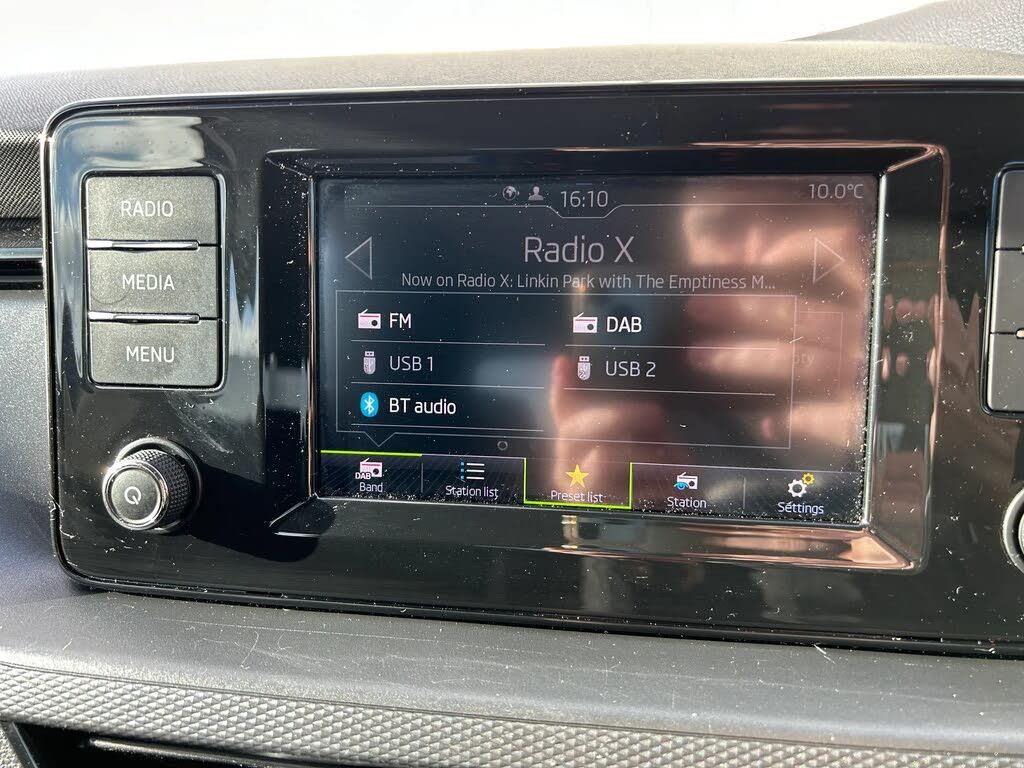 RADIO
MEDIA
MENU
16:10
10.0°C
Radio X
Now on Radio X: Linkin Park with The Emptiness M...
FM
DAB
USB 1
USB 2
BT audio
DAB
Band
Station list
Preset list
Station
Settings